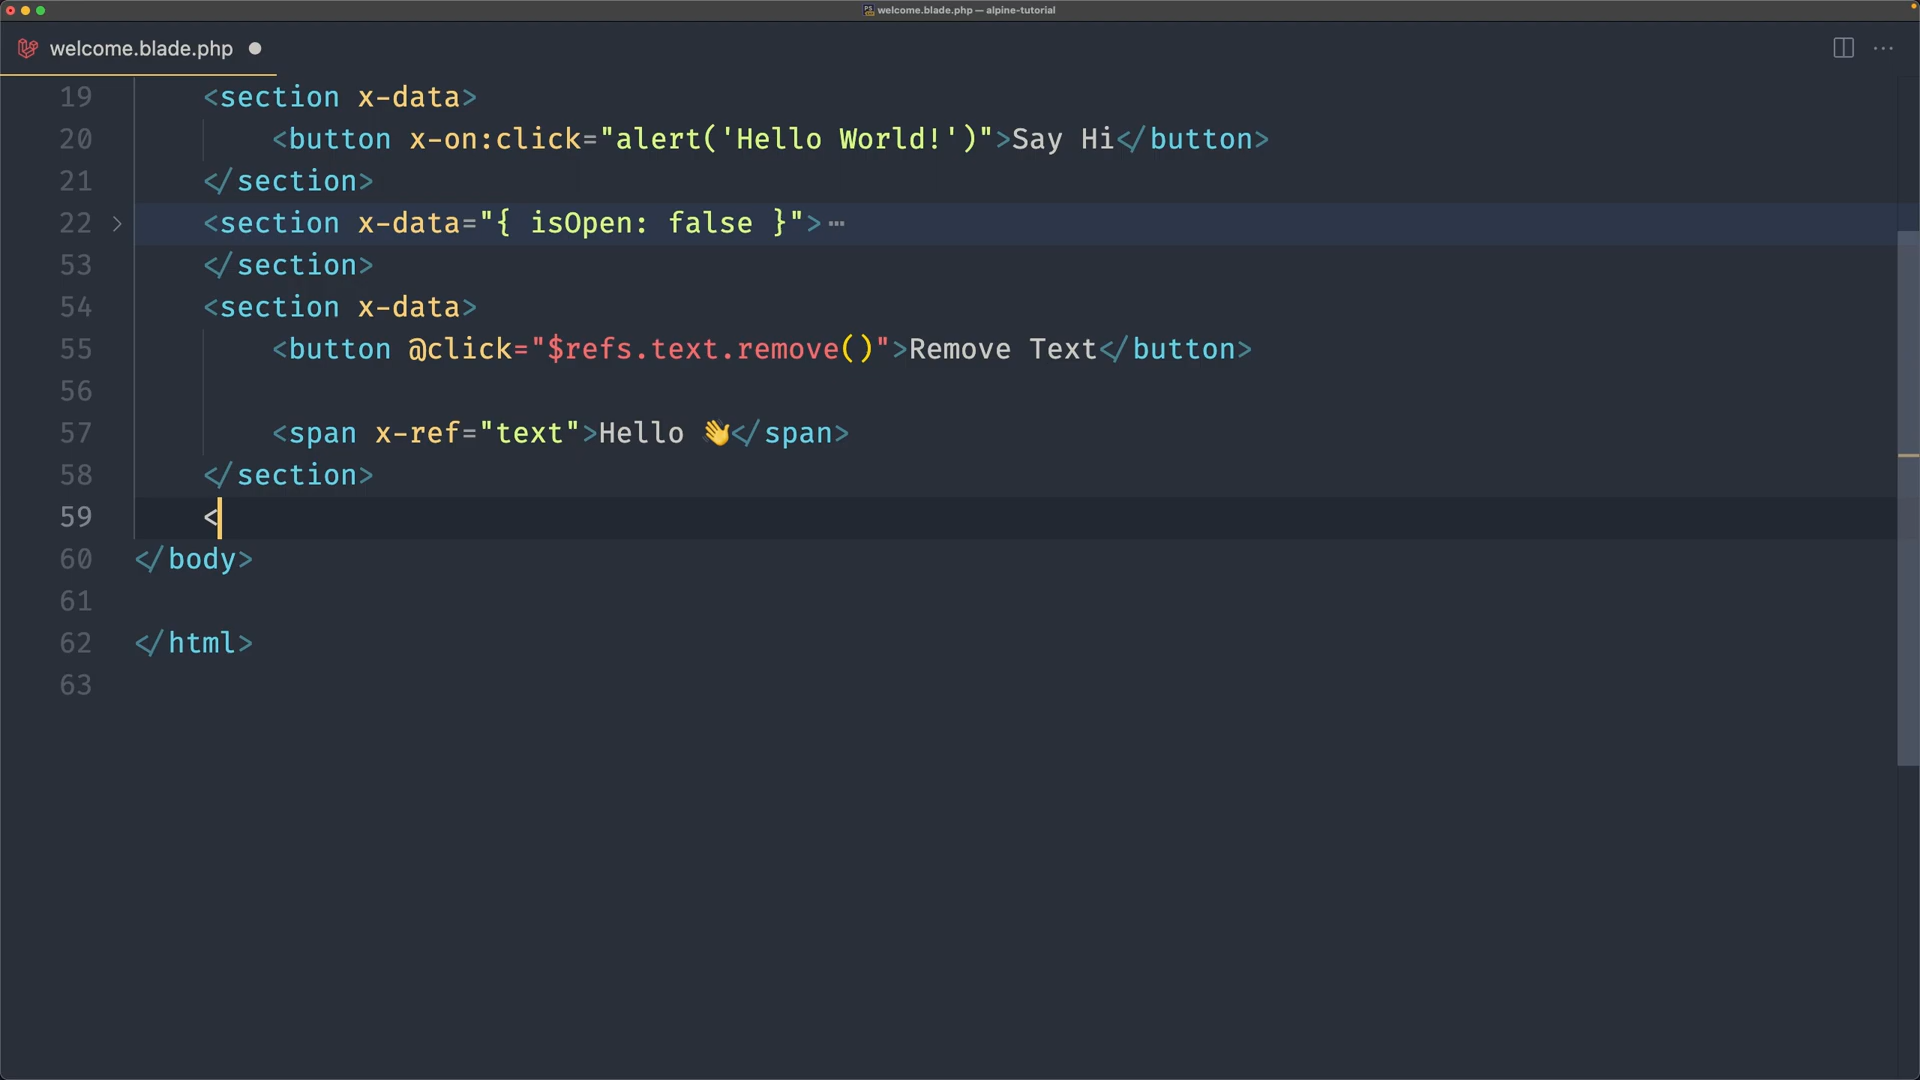 welcome.blade.php — alpine-tutorial
welcome.blade.php
19 <section x-data>
20 <button x-on:click="alert('Hello World!')">Say Hi</button>
21 </section>
22 <section x-data="{ isOpen: false }">⋯
53 </section>
54 <section x-data>
55 <button @click="$refs.text.remove()">Remove Text</button>
56
57 <span x-ref="text">Hello 👋</span>
58 </section>
59 <
60 </body>
61
62 </html>
63